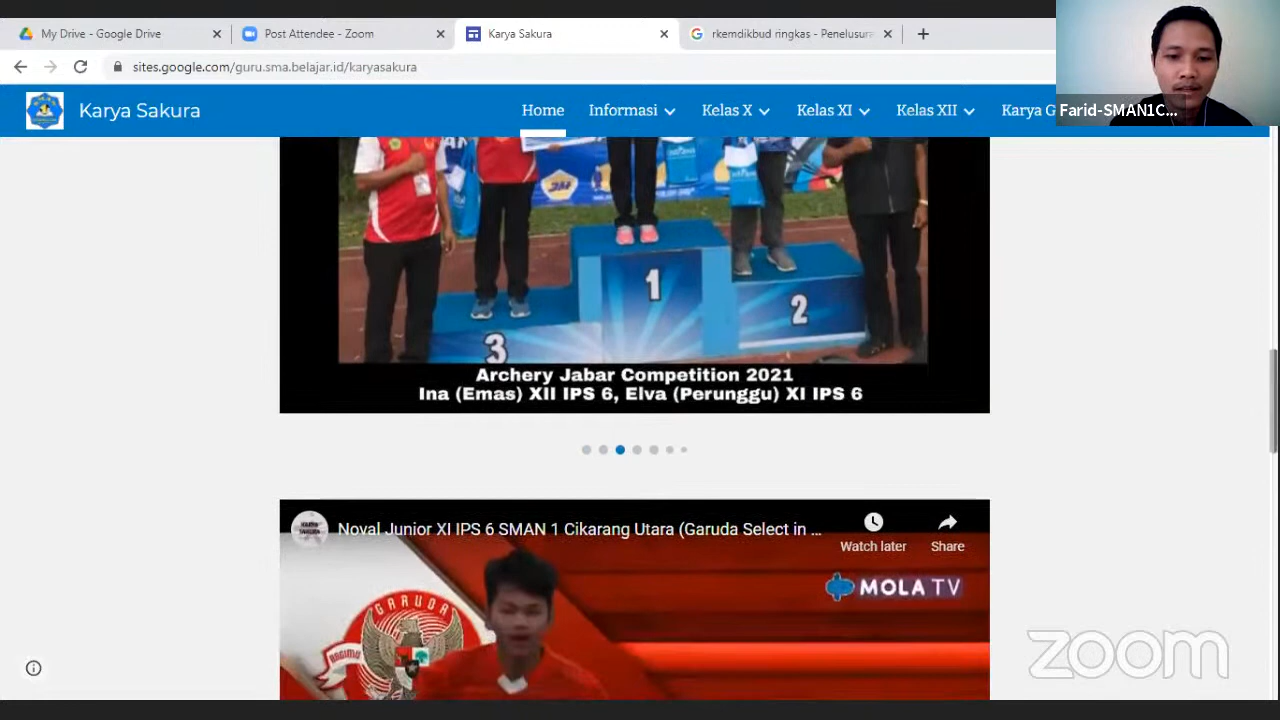 My Drive - Google Drive
Post Attendee - Zoom
Karya Sakura
rkemdikbud ringkas - Penelusura
sites.google.com/guru.sma.belajar.id/karyasakura
Karya Sakura
Home
Informasi
Kelas X
Kelas XI
Kelas XII
Karya G
Farid-SMAN1C...
1
2
3
Archery Jabar Competition 2021
Ina (Emas) XII IPS 6, Elva (Perunggu) XI IPS 6
Noval Junior XI IPS 6 SMAN 1 Cikarang Utara (Garuda Select in ...
Watch later
Share
MOLA TV
GARUDA
zoom